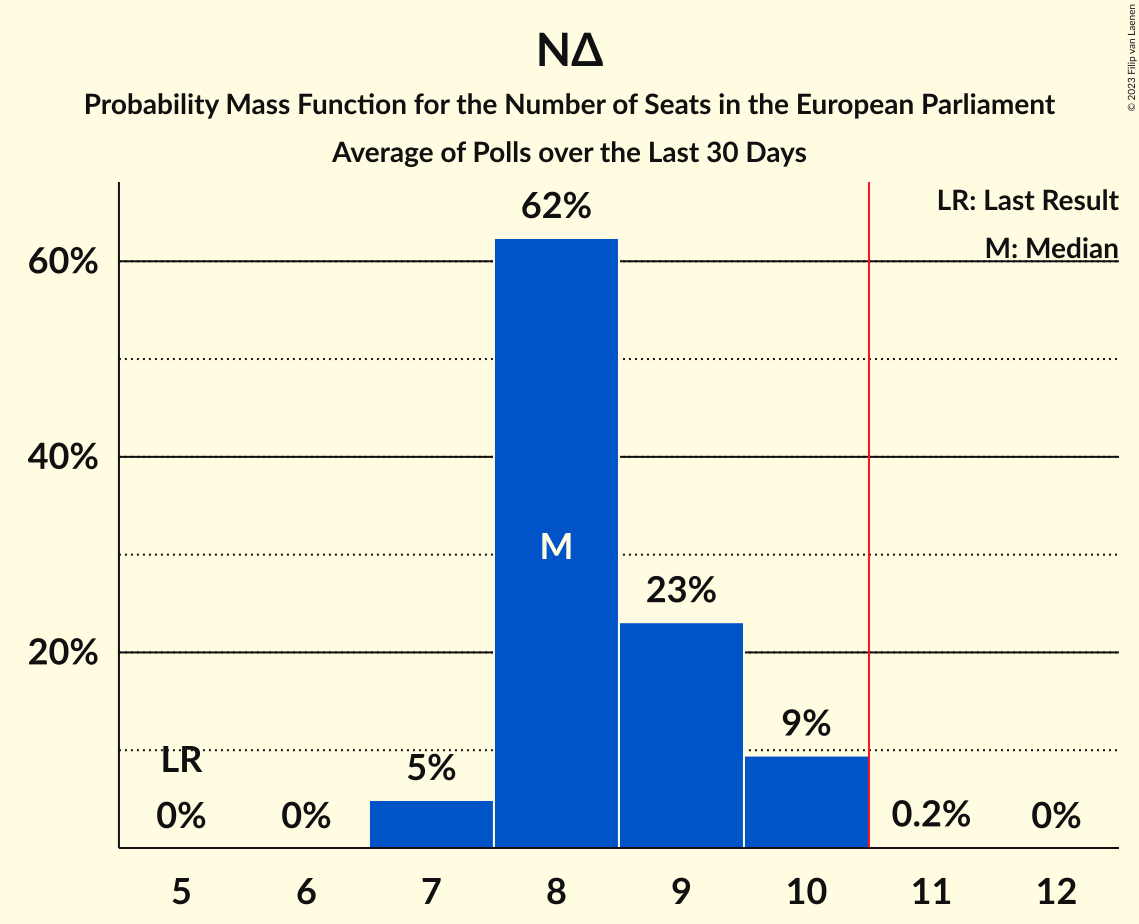 ΝΔ
Probability Mass Function for the Number of Seats in the European Parliament
Average of Polls over the Last 30 Days
© 2023 Filip van Laenen
LR: Last Result
M: Median
60%
40%
20%
LR
0%
0%
5%
62%
M
23%
9%
0.2%
0%
5 6 7 8 9 10 11 12